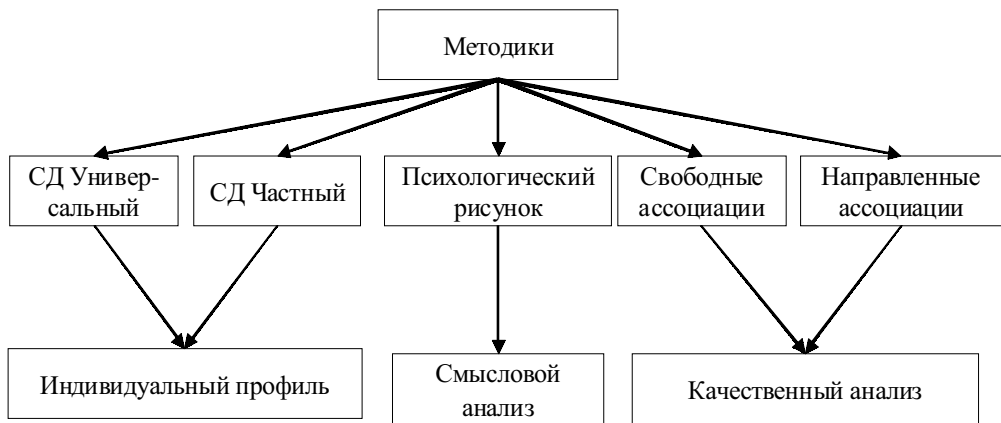 Методики
СД Универ-
сальный
СД Частный
Психологический
рисунок
Свободные
ассоциации
Направленные
ассоциации
Индивидуальный профиль
Смысловой
анализ
Качественный анализ